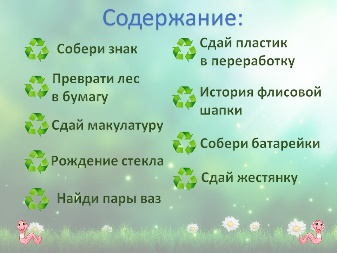 Содержание:
Собери знак
Преврати лес
в бумагу
Сдай макулатуру
Рождение стекла
Найди пары ваз
Сдай пластик
в переработку
История флисовой
шапки
Собери батарейки
Сдай жестянку